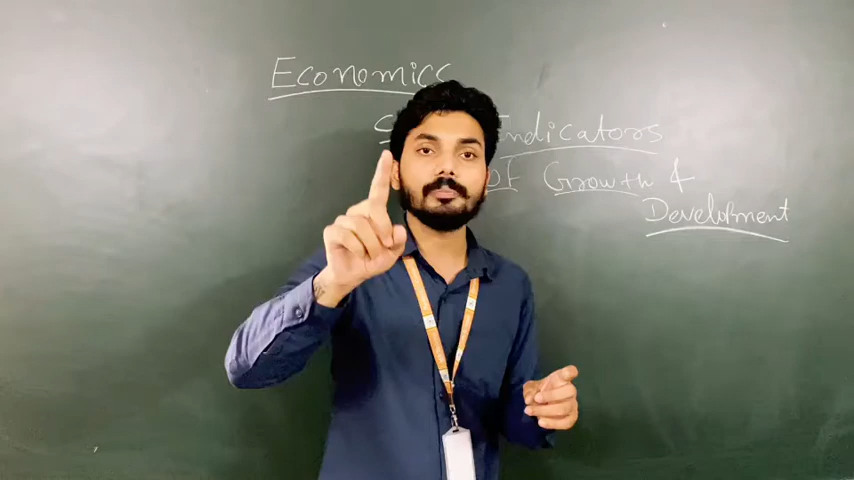 Economics
Indicators
of Growth &
Development